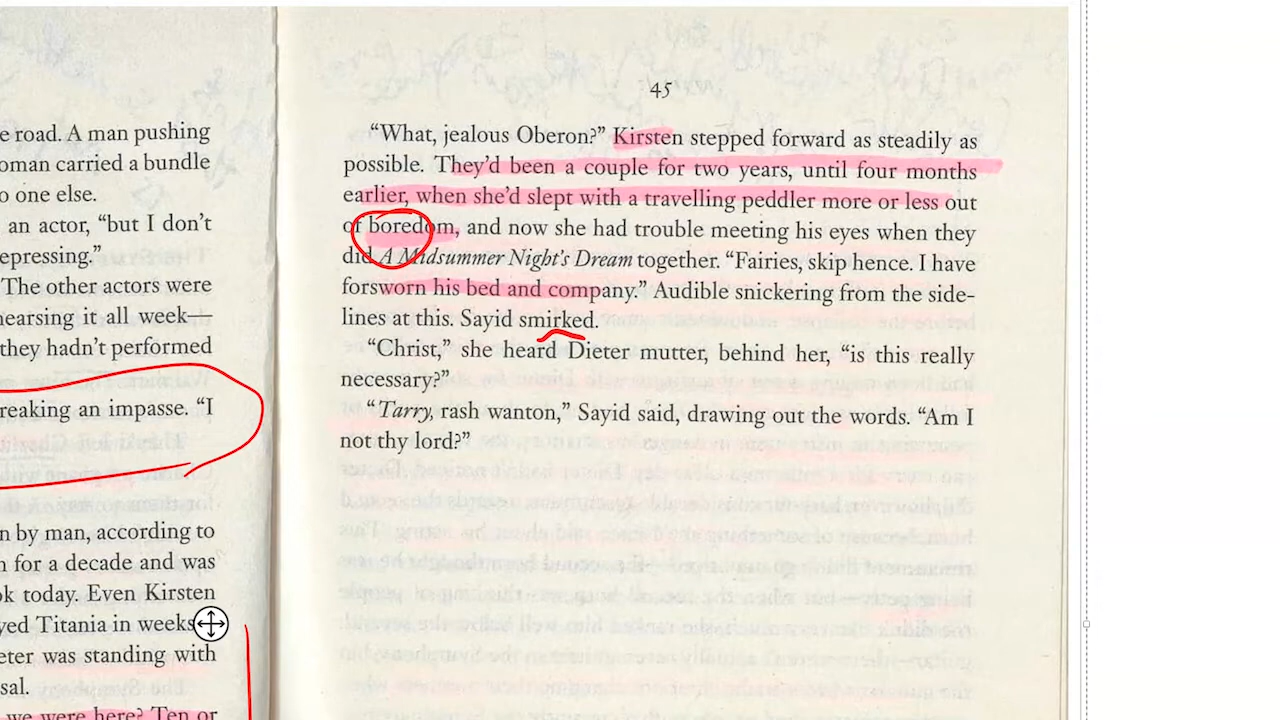 e road. A man pushing
oman carried a bundle
o one else.
an actor, “but I don’t
epressing.”
The other actors were
earsing it all week—
they hadn’t performed
reaking an impasse. “I
n by man, according to
n for a decade and was
ok today. Even Kirsten
yed Titania in weeks
eter was standing with
sal.
we were here? Ten or
45
“What, jealous Oberon?” Kirsten stepped forward as steadily as
possible. They’d been a couple for two years, until four months
earlier, when she’d slept with a travelling peddler more or less out
of boredom, and now she had trouble meeting his eyes when they
did A Midsummer Night’s Dream together. “Fairies, skip hence. I have
forsworn his bed and company.” Audible snickering from the side-
lines at this. Sayid smirked.
“Christ,” she heard Dieter mutter, behind her, “is this really
necessary?”
“Tarry, rash wanton,” Sayid said, drawing out the words. “Am I
not thy lord?”